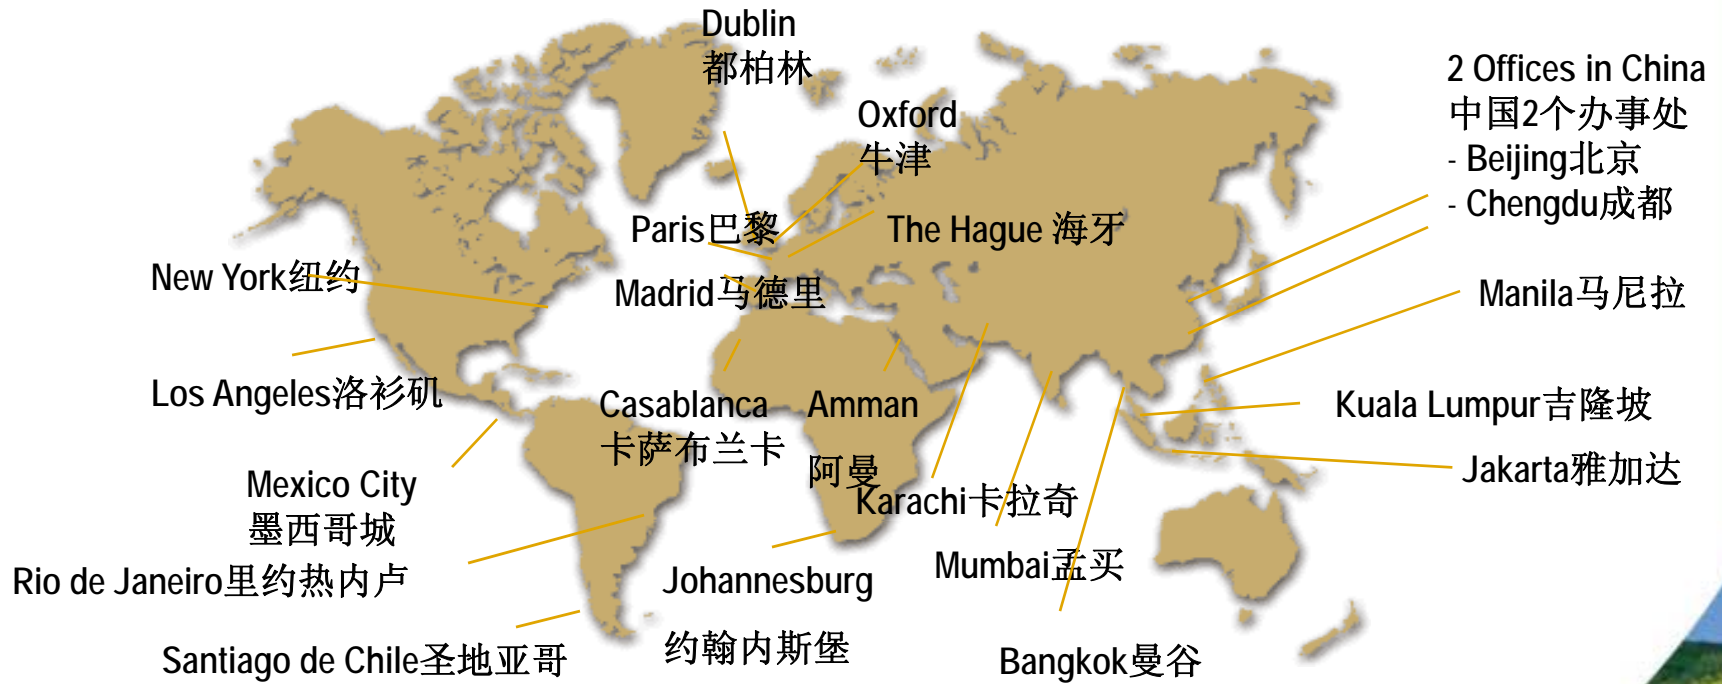 Dublin
都柏林
2 Offices in China
中国2个办事处
- Beijing北京
- Chengdu成都
Oxford
牛津
Paris巴黎
The Hague 海牙
New York纽约
Madrid马德里
Manila马尼拉
Los Angeles洛衫矶
Casablanca
卡萨布兰卡
Amman
阿曼
Kuala Lumpur吉隆坡
Jakarta雅加达
Mexico City
墨西哥城
Karachi卡拉奇
Rio de Janeiro里约热内卢
Johannesburg
约翰内斯堡
Mumbai孟买
Santiago de Chile圣地亚哥
Bangkok曼谷